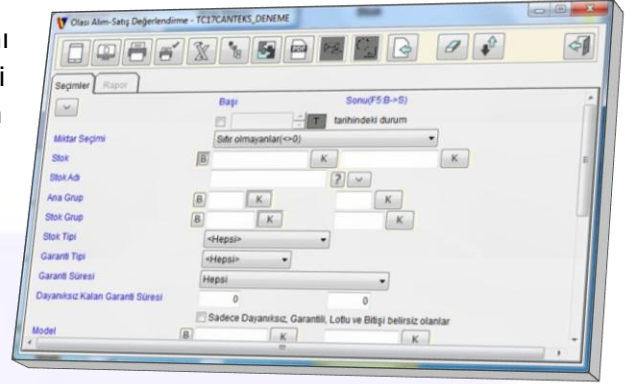 Olası Alım-Satış Değerlendirme - TC17CANTEKS_DENEME
Seçimler Rapor
Başı Sonu(F5:B->S)
T tarihindeki durum
Miktar Seçimi Sıfır olmayanlar(<>0)
Stok B K K
Stok Adı ?
Ana Grup B K K
Stok Grup B K K
Stok Tipi <Hepsi>
Garanti Tipi <Hepsi>
Garanti Süresi Hepsi
Dayanıksız Kalan Garanti Süresi 0 0
Sadece Dayanıksız, Garantili, Lotlu ve Bitişi belirsiz olanlar
Model B K K